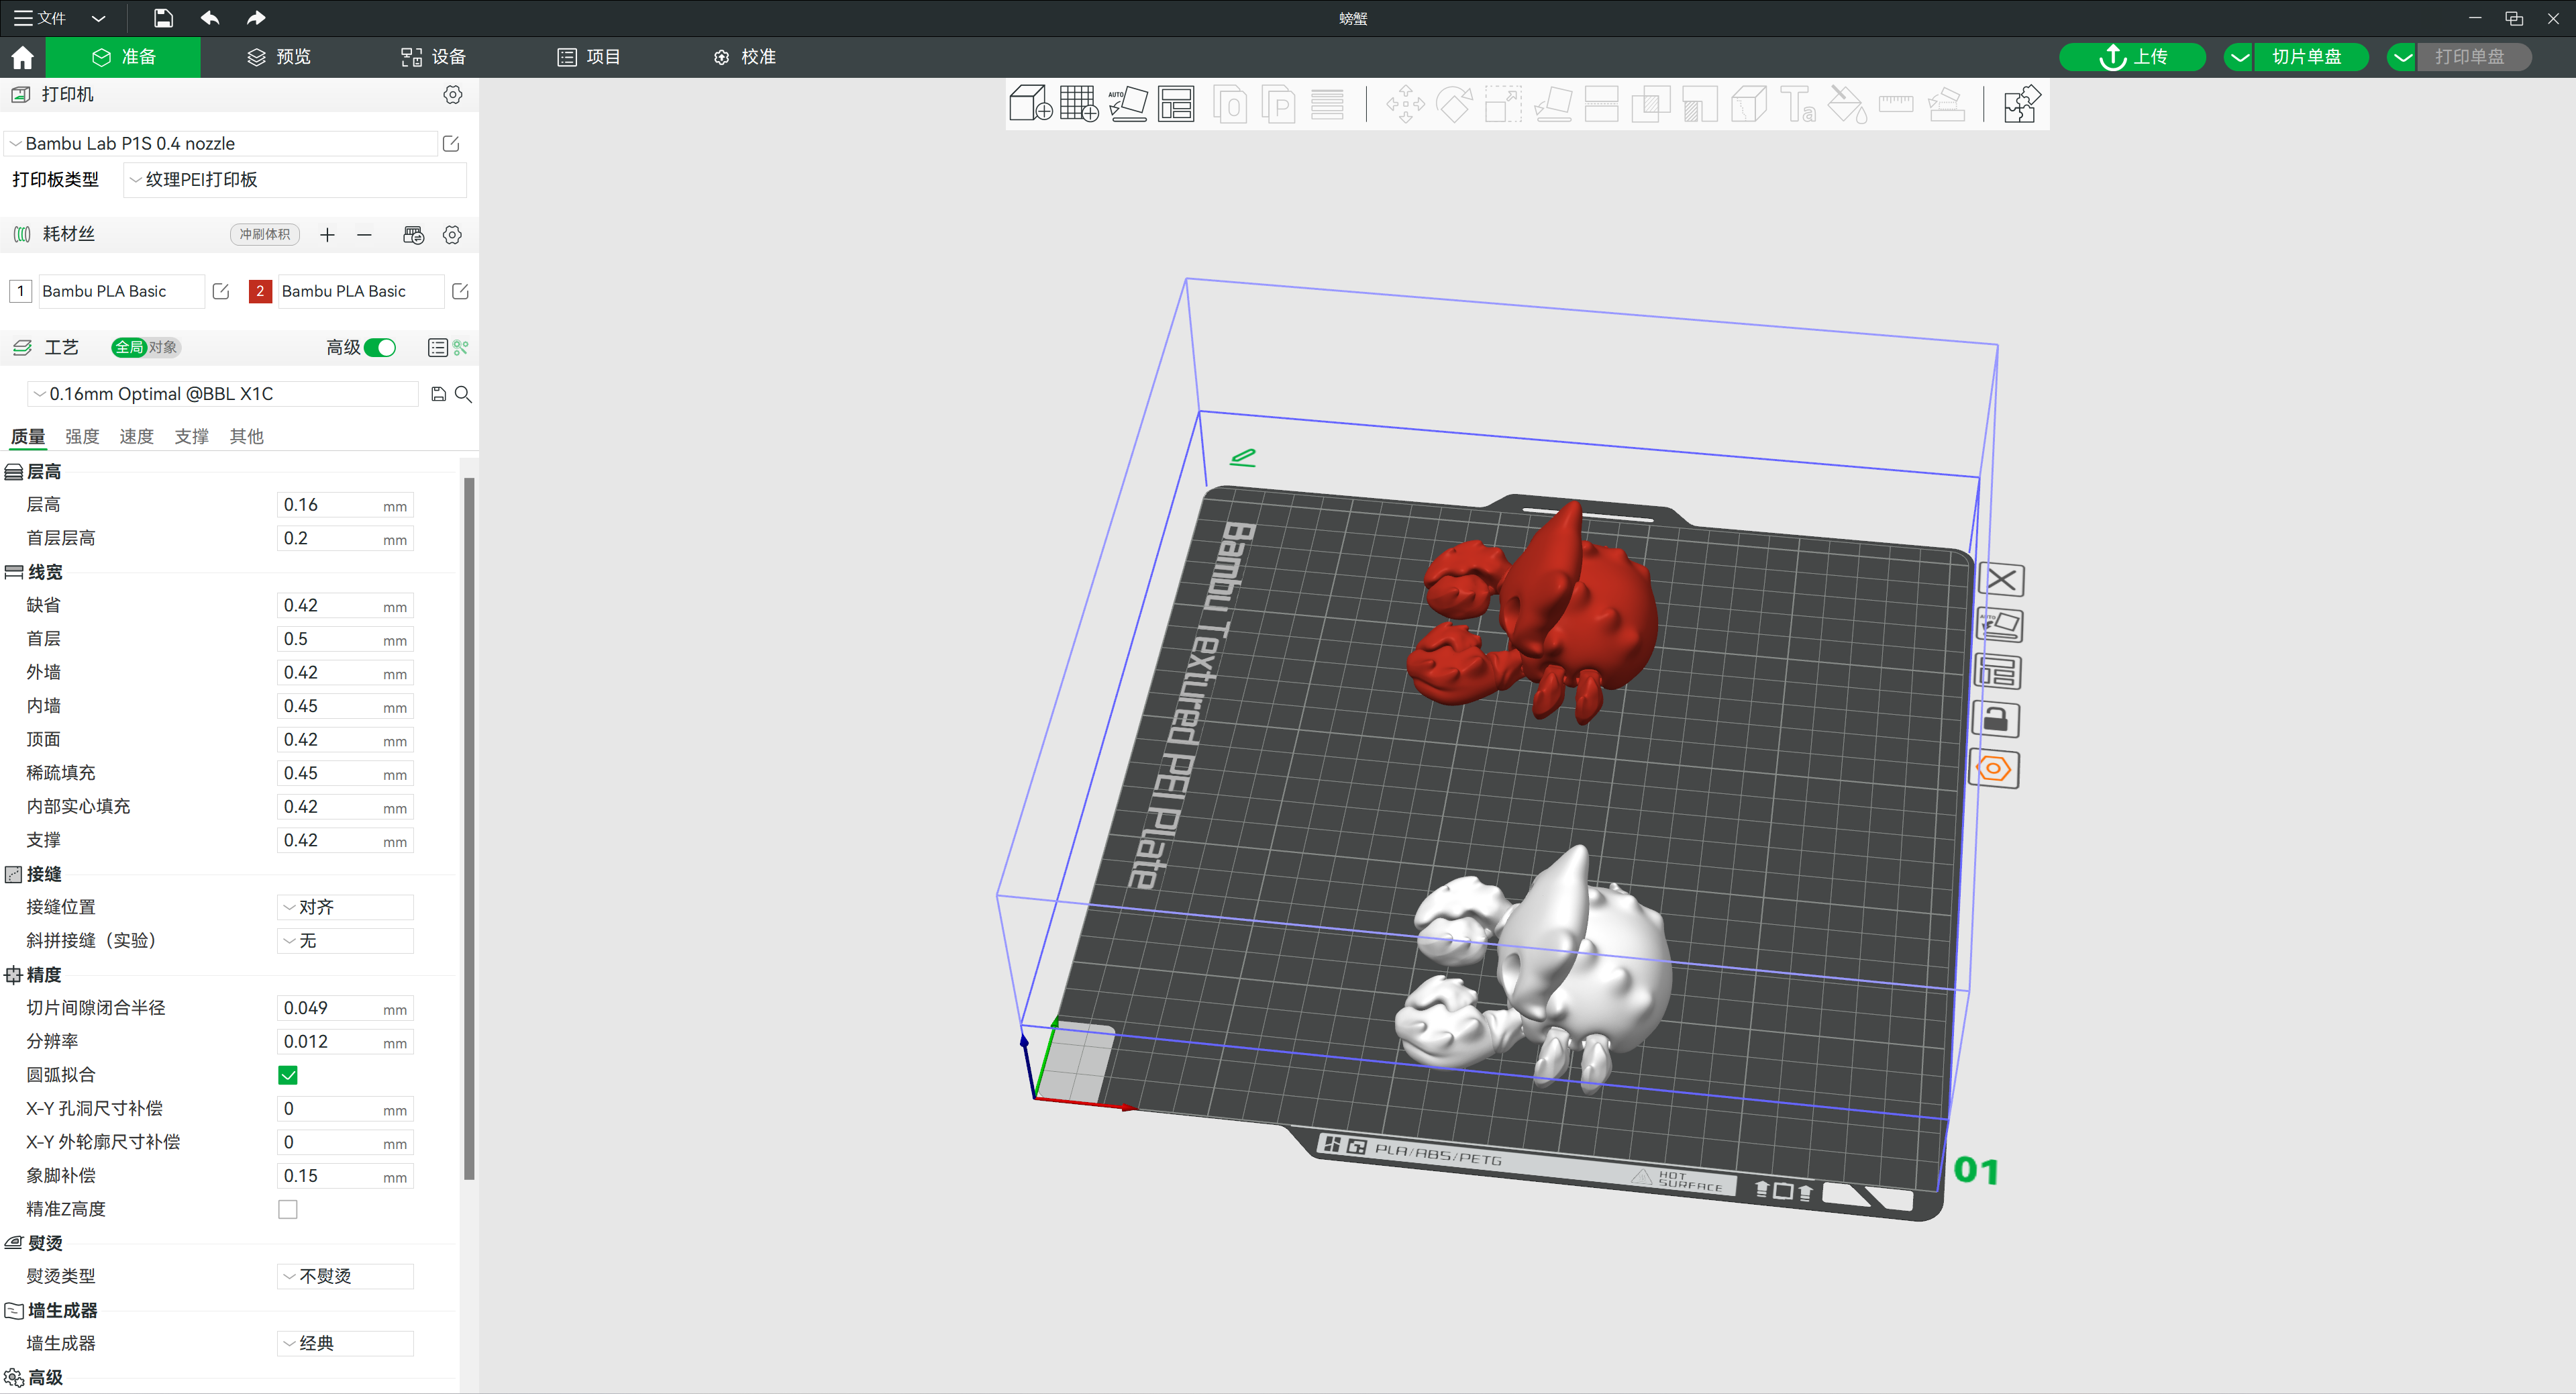 文件
螃蟹
准备
预览
设备
项目
校准
上传
切片单盘
打印单盘
打印机
Bambu Lab P1S 0.4 nozzle
打印板类型
纹理PEI打印板
耗材丝
冲刷体积
1
Bambu PLA Basic
2
Bambu PLA Basic
工艺
全局
对象
高级
0.16mm Optimal @BBL X1C
质量
强度
速度
支撑
其他
层高
层高 0.16 mm
首层层高 0.2 mm
线宽
缺省 0.42 mm
首层 0.5 mm
外墙 0.42 mm
内墙 0.45 mm
顶面 0.42 mm
稀疏填充 0.45 mm
内部实心填充 0.42 mm
支撑 0.42 mm
接缝
接缝位置 对齐
斜拼接缝（实验） 无
精度
切片间隙闭合半径 0.049 mm
分辨率 0.012 mm
圆弧拟合
X-Y 孔洞尺寸补偿 0 mm
X-Y 外轮廓尺寸补偿 0 mm
象脚补偿 0.15 mm
精准Z高度
熨烫
熨烫类型 不熨烫
墙生成器
墙生成器 经典
高级
AUTO
O
P
Ta
Bambu Textured PEI Plate
AUTO
PLA/ABS/PETG
HOT
SURFACE
01